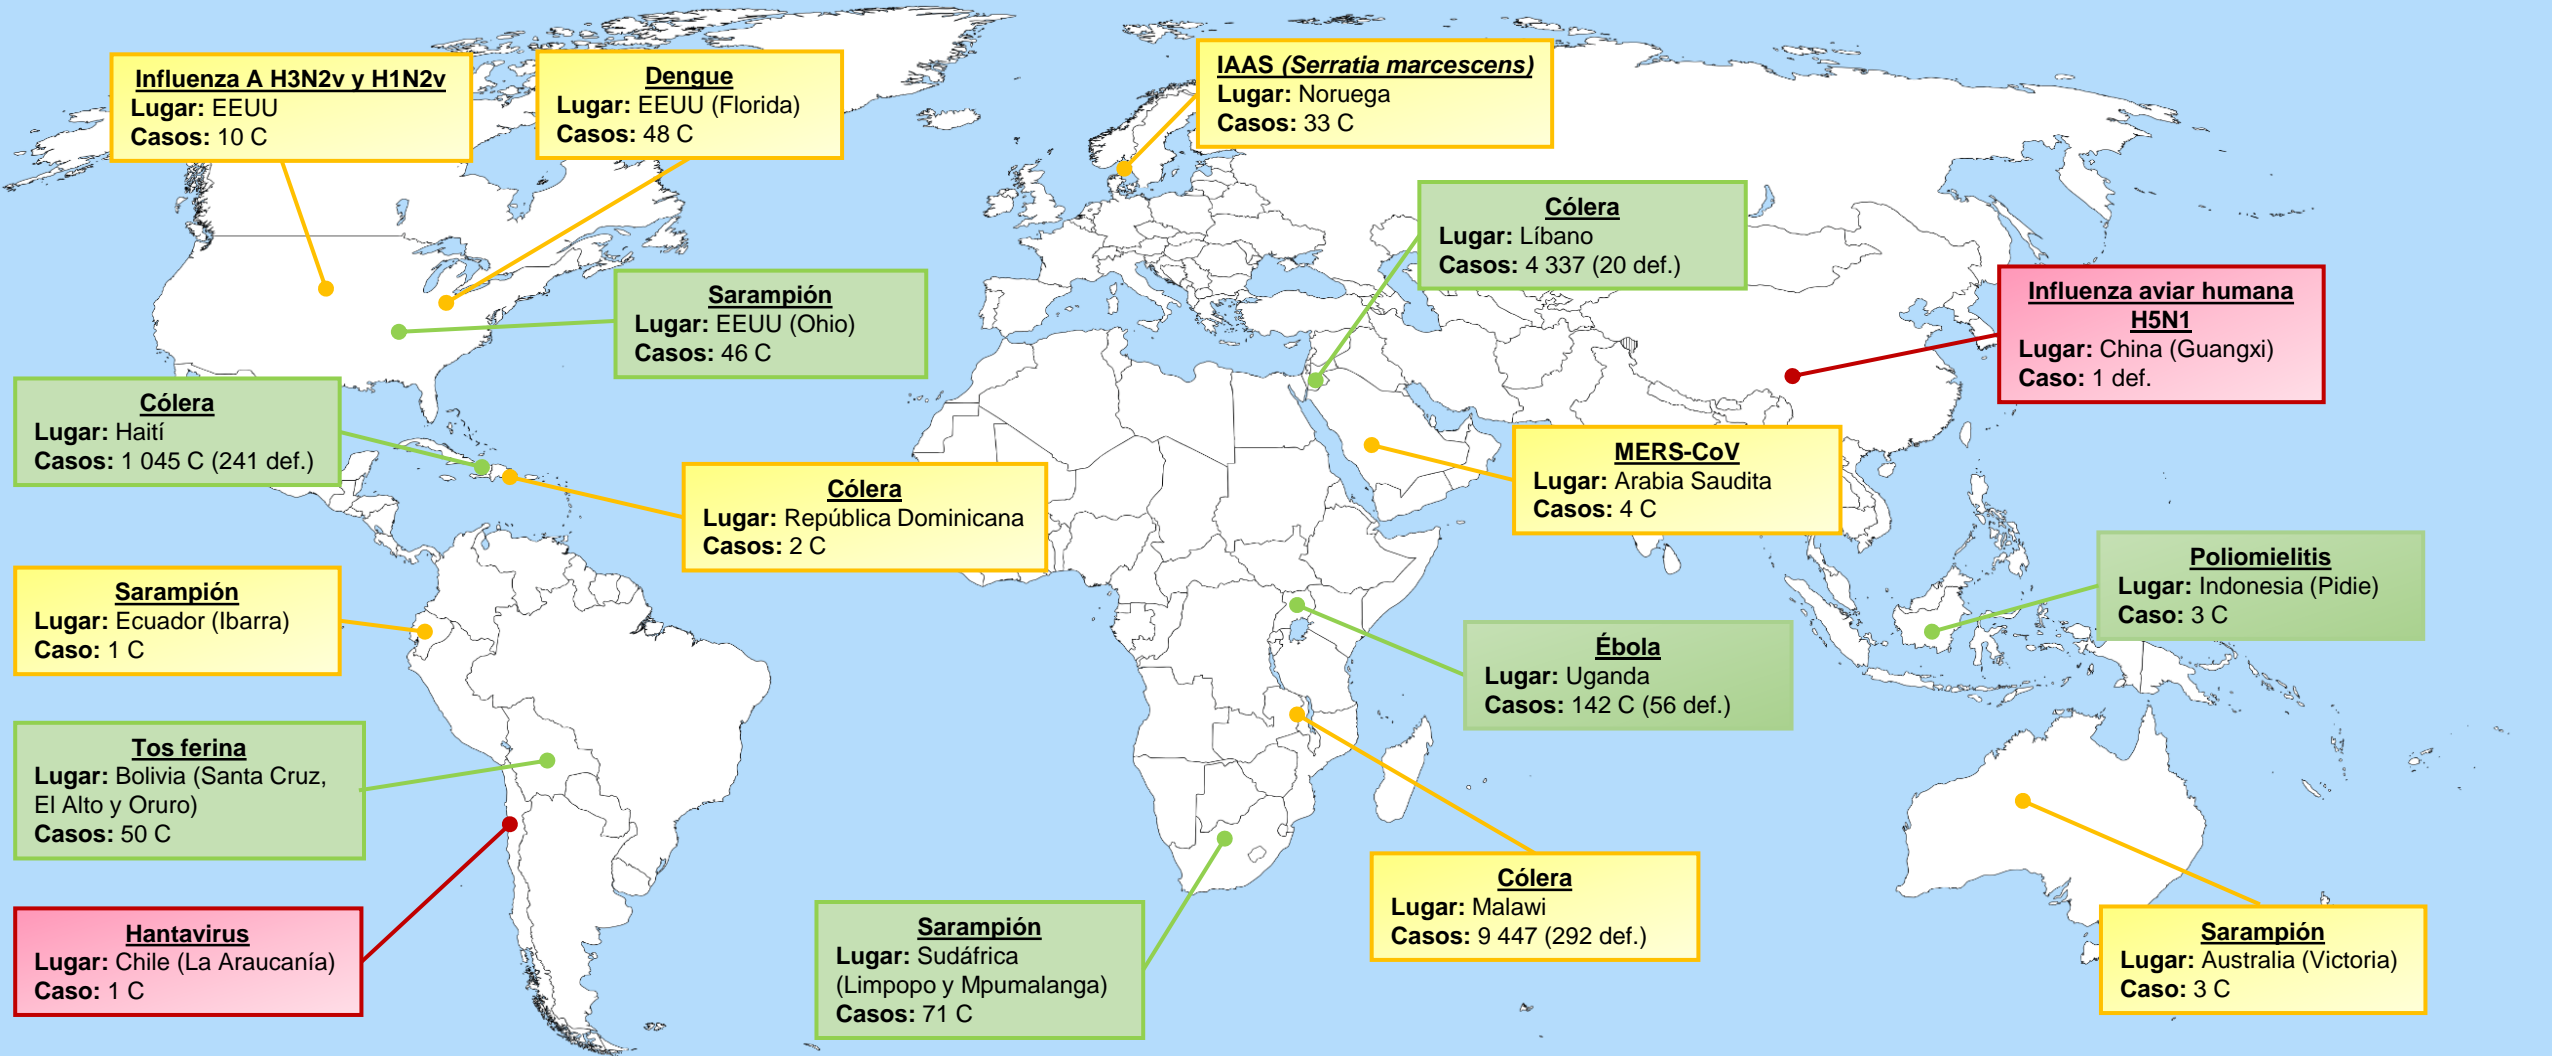 Influenza A H3N2v y H1N2v
Lugar: EEUU
Casos: 10 C
Dengue
Lugar: EEUU (Florida)
Casos: 48 C
IAAS (Serratia marcescens)
Lugar: Noruega
Casos: 33 C
Cólera
Lugar: Líbano
Casos: 4 337 (20 def.)
Sarampión
Lugar: EEUU (Ohio)
Casos: 46 C
Influenza aviar humana
H5N1
Lugar: China (Guangxi)
Caso: 1 def.
Cólera
Lugar: Haití
Casos: 1 045 C (241 def.)
Cólera
Lugar: República Dominicana
Casos: 2 C
MERS-CoV
Lugar: Arabia Saudita
Casos: 4 C
Poliomielitis
Lugar: Indonesia (Pidie)
Caso: 3 C
Sarampión
Lugar: Ecuador (Ibarra)
Caso: 1 C
Ébola
Lugar: Uganda
Casos: 142 C (56 def.)
Tos ferina
Lugar: Bolivia (Santa Cruz,
El Alto y Oruro)
Casos: 50 C
Cólera
Lugar: Malawi
Casos: 9 447 (292 def.)
Hantavirus
Lugar: Chile (La Araucanía)
Caso: 1 C
Sarampión
Lugar: Sudáfrica
(Limpopo y Mpumalanga)
Casos: 71 C
Sarampión
Lugar: Australia (Victoria)
Caso: 3 C